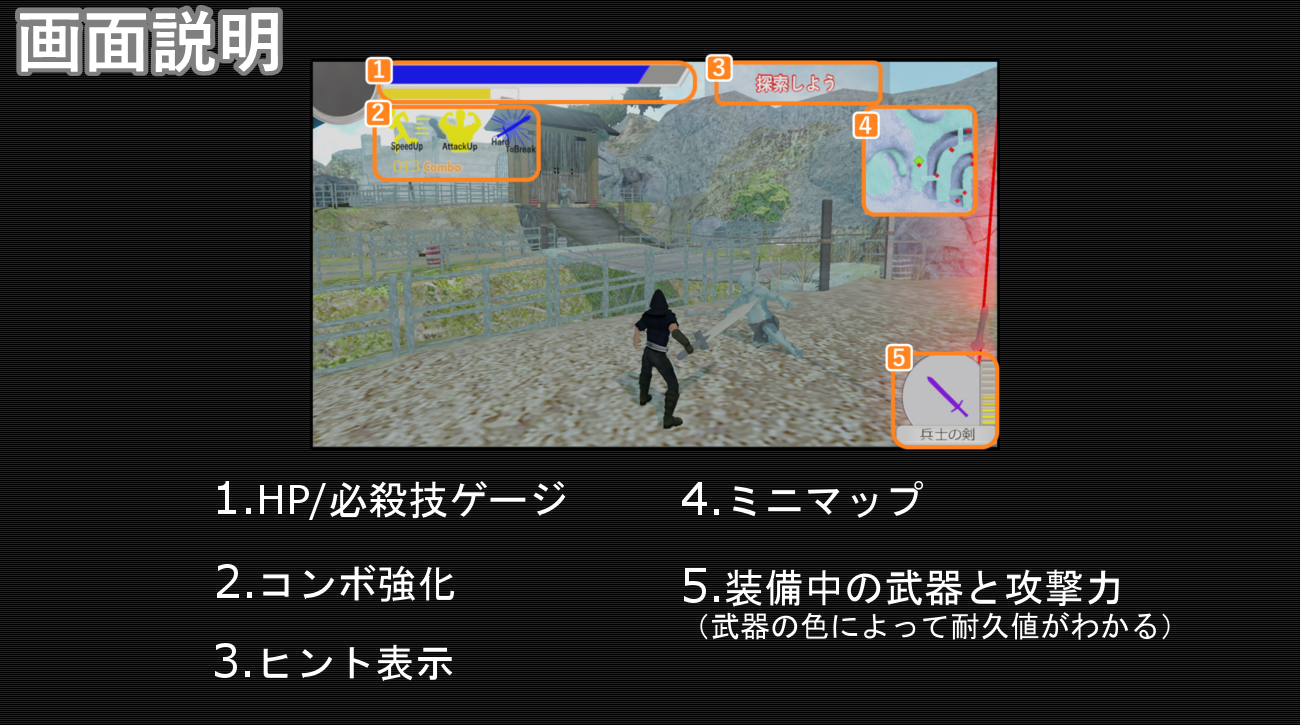 画面説明
1
3
探索しよう
2
4
SpeedUp
AttackUp
Hard
ToBreak
013 Combo
5
兵士の剣
1.HP/必殺技ゲージ
2.コンボ強化
3.ヒント表示
4.ミニマップ
5.装備中の武器と攻撃力
（武器の色によって耐久値がわかる）